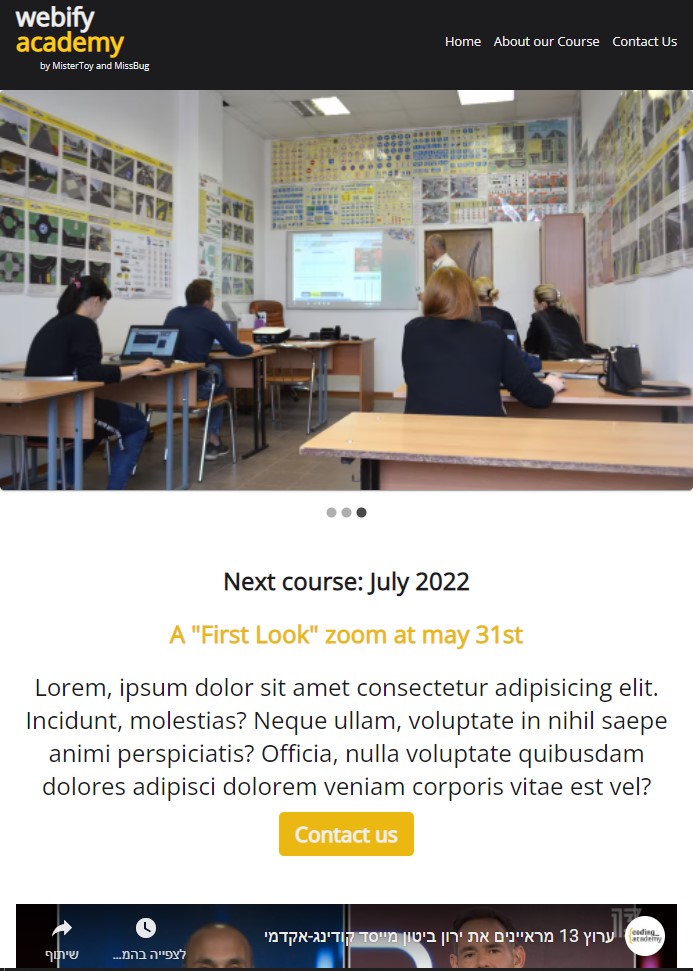 webify
academy
by MisterToy and MissBug
Home About our Course Contact Us
Next course: July 2022
A "First Look" zoom at may 31st
Lorem, ipsum dolor sit amet consectetur adipisicing elit.
Incidunt, molestias? Neque ullam, voluptate in nihil saepe
animi perspiciatis? Officia, nulla voluptate quibusdam
dolores adipisci dolorem veniam corporis vitae est vel?
Contact us
ערוץ 13 מראיינים את ירון ביטון מייסד קודינג-אקדמי
coding
academy
לצפייה בהמ...
שיתוף
13